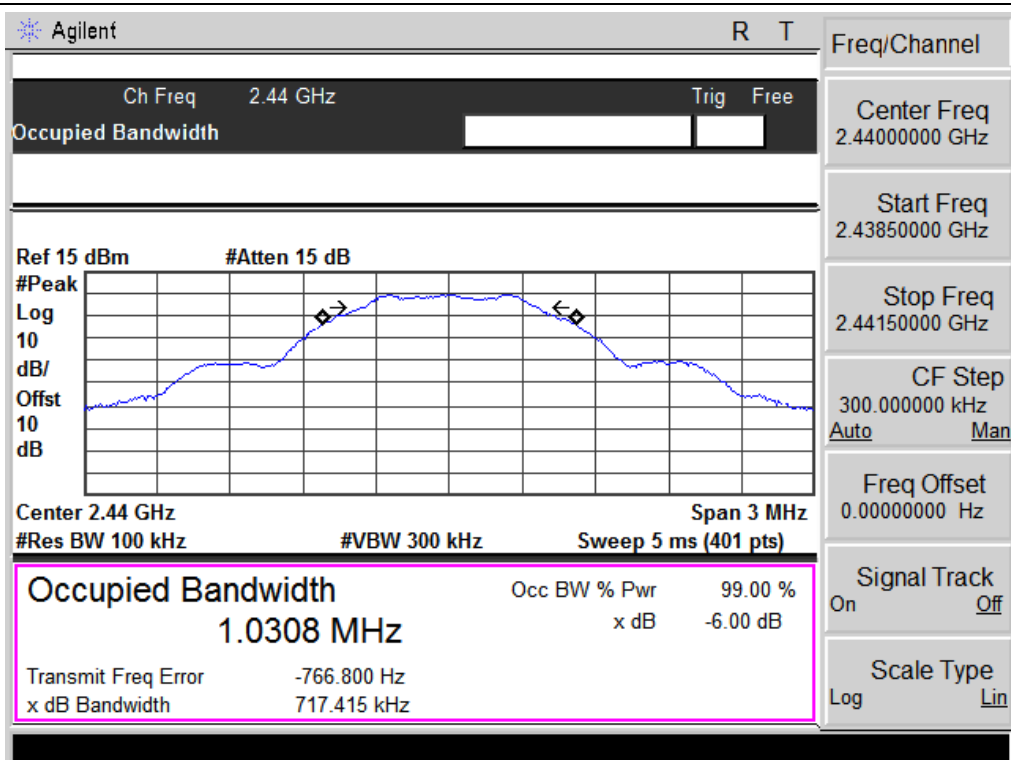 Agilent R T
Ch Freq 2.44 GHz Trig Free
Occupied Bandwidth
Ref 15 dBm #Atten 15 dB
#Peak
Log
10
dB/
Offst
10
dB
Center 2.44 GHz Span 3 MHz
#Res BW 100 kHz #VBW 300 kHz Sweep 5 ms (401 pts)
Occupied Bandwidth
1.0308 MHz
Occ BW % Pwr 99.00 %
x dB -6.00 dB
Transmit Freq Error -766.800 Hz
x dB Bandwidth 717.415 kHz
Freq/Channel
Center Freq
2.44000000 GHz
Start Freq
2.43850000 GHz
Stop Freq
2.44150000 GHz
CF Step
300.000000 kHz
Auto Man
Freq Offset
0.00000000 Hz
Signal Track
On Off
Scale Type
Log Lin